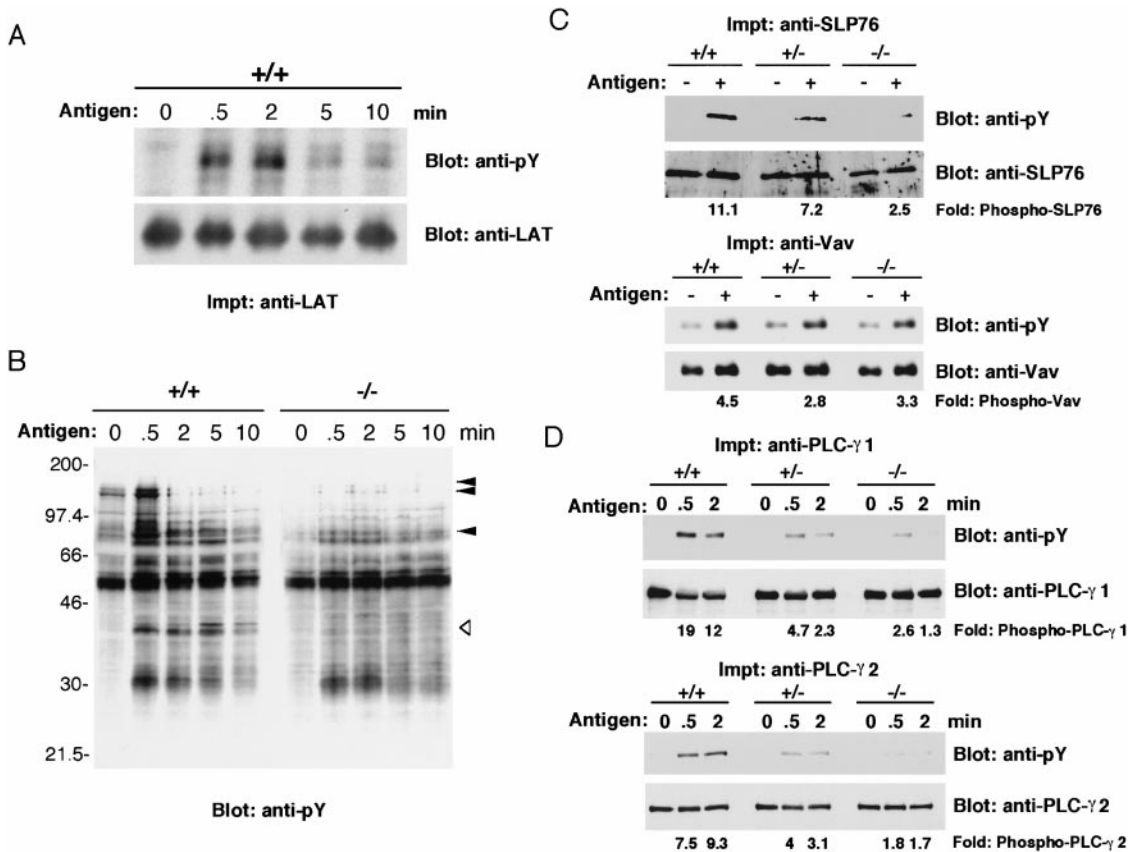 A
+/+
Antigen: 0 .5 2 5 10 min
Blot: anti-pY
Blot: anti-LAT
Impt: anti-LAT
B
+/+ -/-
Antigen: 0 .5 2 5 10 0 .5 2 5 10 min
200-
97.4-
66-
46-
30-
21.5-
Blot: anti-pY
C
Impt: anti-SLP76
+/+ +/- -/-
Antigen: - + - + - +
Blot: anti-pY
Blot: anti-SLP76
11.1 7.2 2.5 Fold: Phospho-SLP76
Impt: anti-Vav
+/+ +/- -/-
Antigen: - + - + - +
Blot: anti-pY
Blot: anti-Vav
4.5 2.8 3.3 Fold: Phospho-Vav
D
Impt: anti-PLC-γ1
+/+ +/- -/-
Antigen: 0 .5 2 0 .5 2 0 .5 2 min
Blot: anti-pY
Blot: anti-PLC-γ1
19 12 4.7 2.3 2.6 1.3 Fold: Phospho-PLC-γ1
Impt: anti-PLC-γ2
+/+ +/- -/-
Antigen: 0 .5 2 0 .5 2 0 .5 2 min
Blot: anti-pY
Blot: anti-PLC-γ2
7.5 9.3 4 3.1 1.8 1.7 Fold: Phospho-PLC-γ2